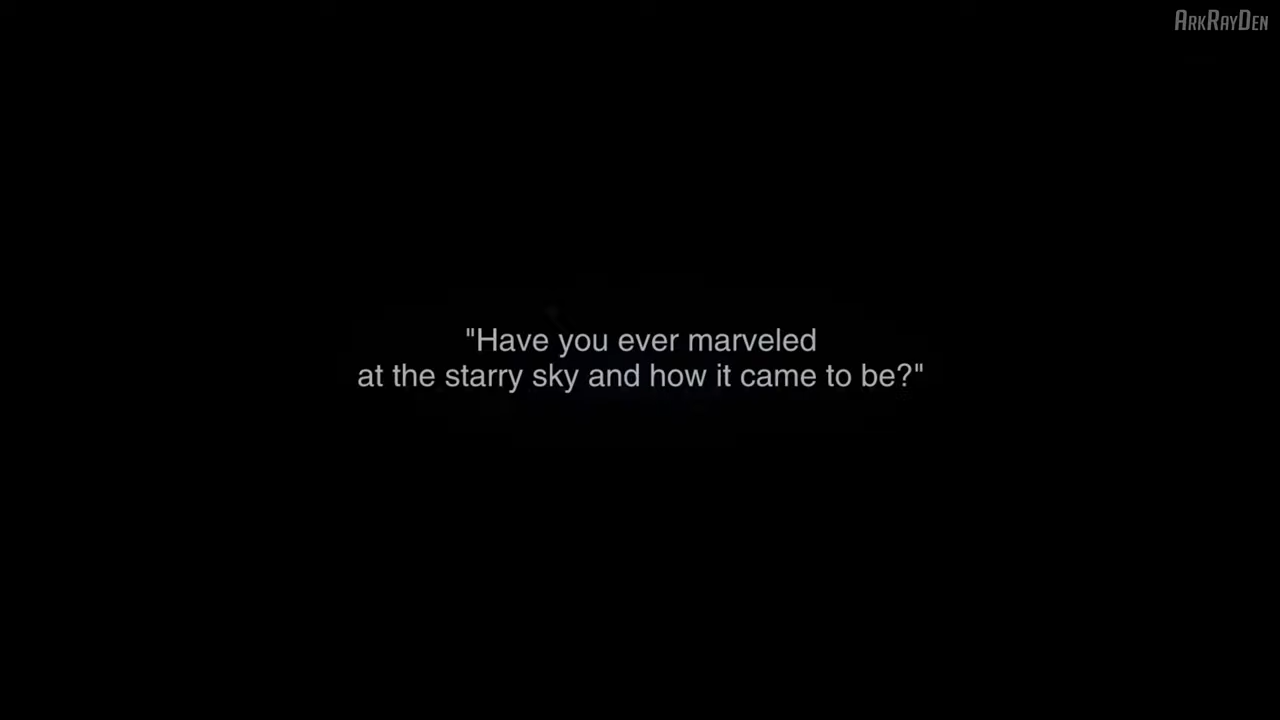 ArkRayDen
"Have you ever marveled
at the starry sky and how it came to be?"